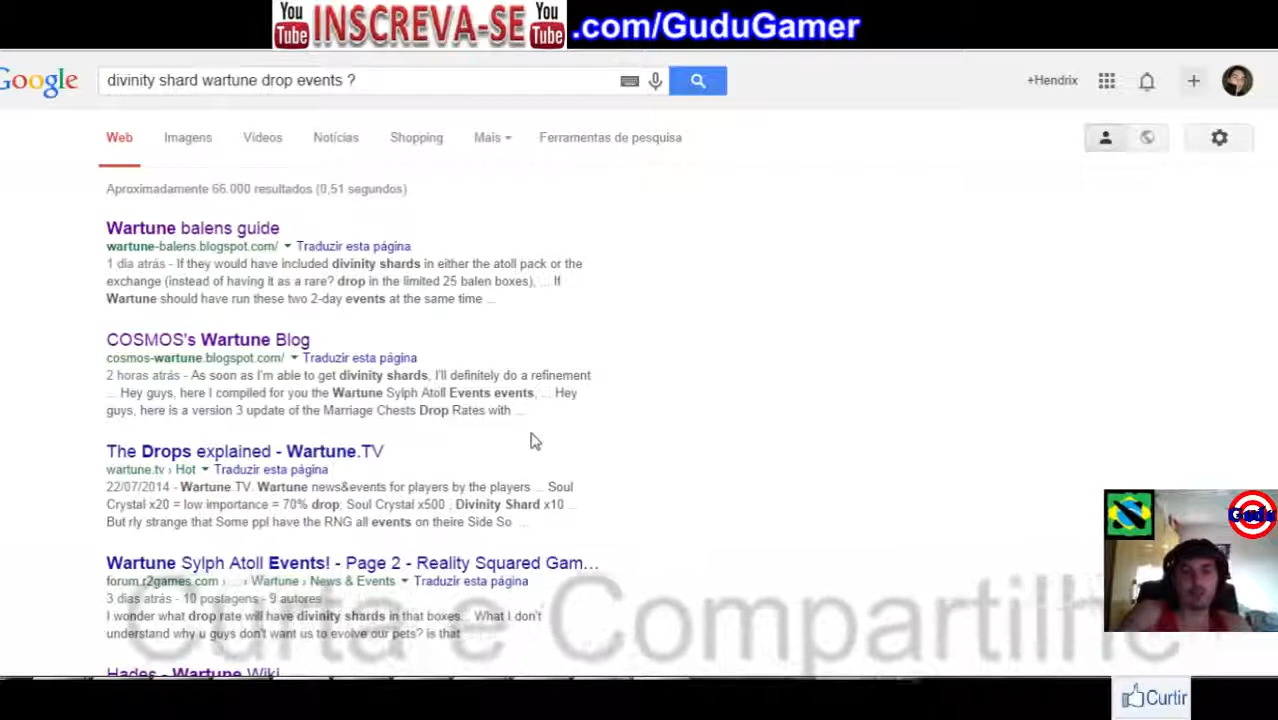 You Tube INSCREVA-SE You Tube .com/GuduGamer
Google divinity shard wartune drop events ? +Hendrix
Web Imagens Vídeos Notícias Shopping Mais Ferramentas de pesquisa
Aproximadamente 66.000 resultados (0,51 segundos)
Wartune balens guide
wartune-balens.blogspot.com/ Traduzir esta página
1 dia atrás - If they would have included divinity shards in either the atoll pack or the
exchange (instead of having it as a rare? drop in the limited 25 balen boxes), ... If
Wartune should have run these two 2-day events at the same time ...
COSMOS's Wartune Blog
cosmos-wartune.blogspot.com/ Traduzir esta página
2 horas atrás - As soon as I'm able to get divinity shards, I'll definitely do a refinement
... Hey guys, here I compiled for you the Wartune Sylph Atoll Events events, ... Hey
guys, here is a version 3 update of the Marriage Chests Drop Rates with ...
The Drops explained - Wartune.TV
wartune.tv › Hot Traduzir esta página
22/07/2014 - Wartune.TV. Wartune news&events for players by the players ... Soul
Crystal x20 = low importance = 70% drop; Soul Crystal x500 , Divinity Shard x10 ...
But rly strange that Some ppl have the RNG all events on theire Side So ...
Wartune Sylph Atoll Events! - Page 2 - Reality Squared Gam...
forum.r2games.com › ... › Wartune › News & Events Traduzir esta página
3 dias atrás - 10 postagens - 9 autores
I wonder what drop rate will have divinity shards in that boxes... What I don't
understand why u guys don't want us to evolve our pets? is that
Hades - Wartune Wiki
Curta e Compartilhe
Gudu
Curtir